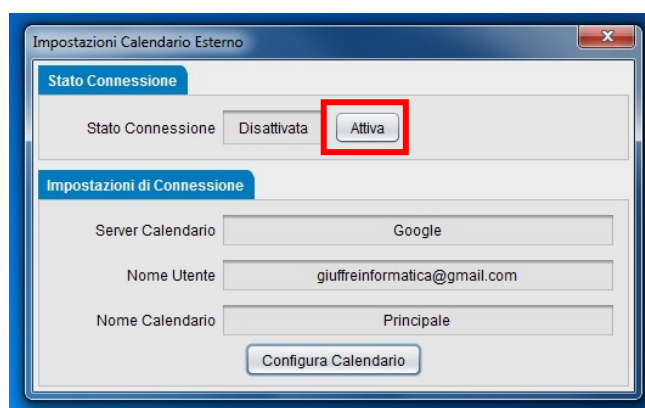 Impostazioni Calendario Esterno
Stato Connessione
Stato Connessione Disattivata Attiva
Impostazioni di Connessione
Server Calendario Google
Nome Utente giuffreinformatica@gmail.com
Nome Calendario Principale
Configura Calendario